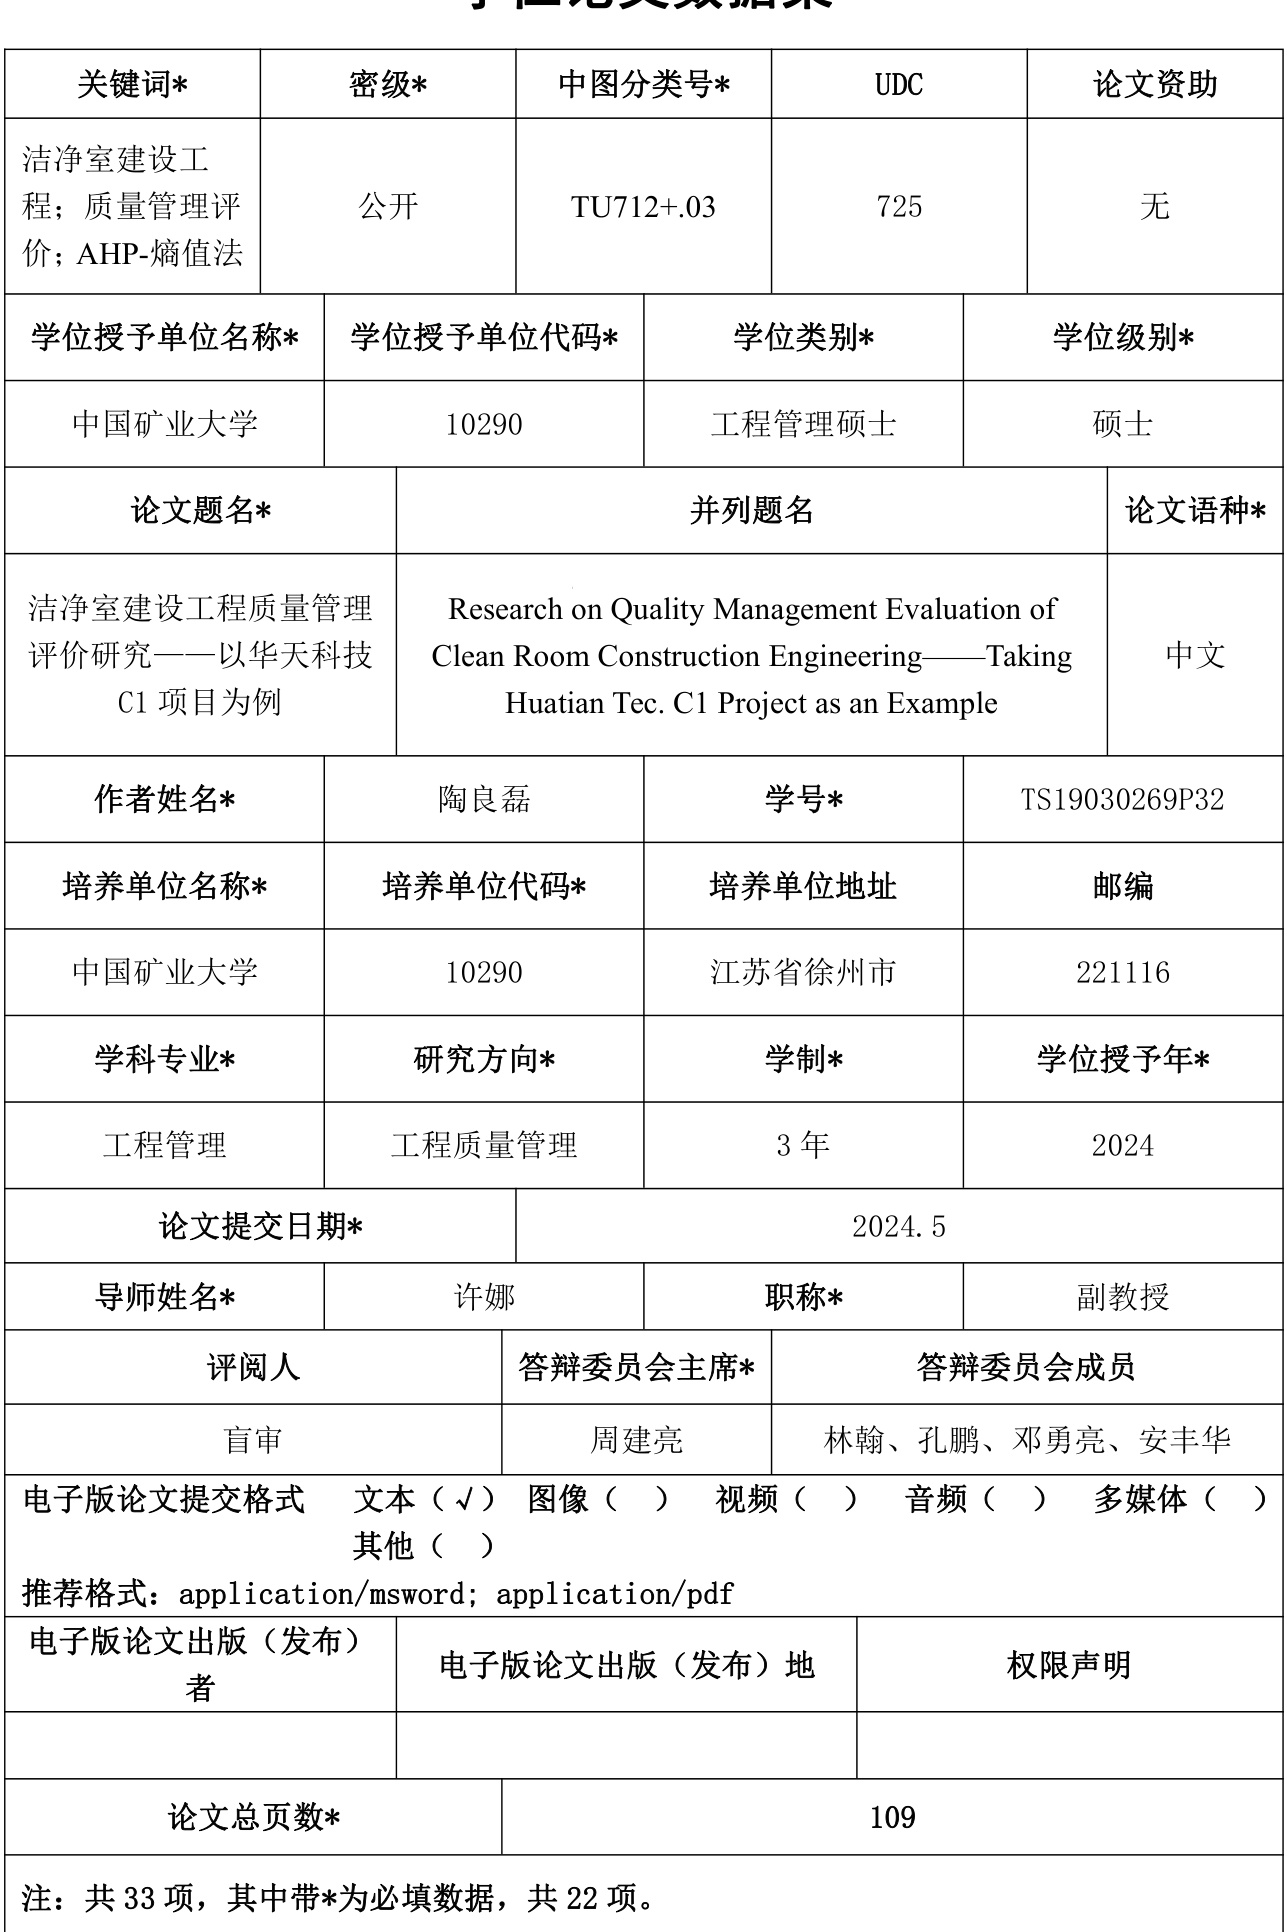 学位论文数据集
关键词* 密级* 中图分类号* UDC 论文资助
洁净室建设工
程；质量管理评
价；AHP-熵值法
公开 TU712+.03 725 无
学位授予单位名称* 学位授予单位代码* 学位类别* 学位级别*
中国矿业大学 10290 工程管理硕士 硕士
论文题名* 并列题名 论文语种*
洁净室建设工程质量管理
评价研究——以华天科技
C1 项目为例
Research on Quality Management Evaluation of
Clean Room Construction Engineering——Taking
Huatian Tec. C1 Project as an Example
中文
作者姓名* 陶良磊 学号* TS19030269P32
培养单位名称* 培养单位代码* 培养单位地址 邮编
中国矿业大学 10290 江苏省徐州市 221116
学科专业* 研究方向* 学制* 学位授予年*
工程管理 工程质量管理 3 年 2024
论文提交日期* 2024.5
导师姓名* 许娜 职称* 副教授
评阅人 答辩委员会主席* 答辩委员会成员
盲审 周建亮 林翰、孔鹏、邓勇亮、安丰华
电子版论文提交格式 文本（√） 图像（ ） 视频（ ） 音频（ ） 多媒体（ ）
其他（ ）
推荐格式：application/msword; application/pdf
电子版论文出版（发布）
者
电子版论文出版（发布）地 权限声明
论文总页数* 109
注：共 33 项，其中带*为必填数据，共 22 项。